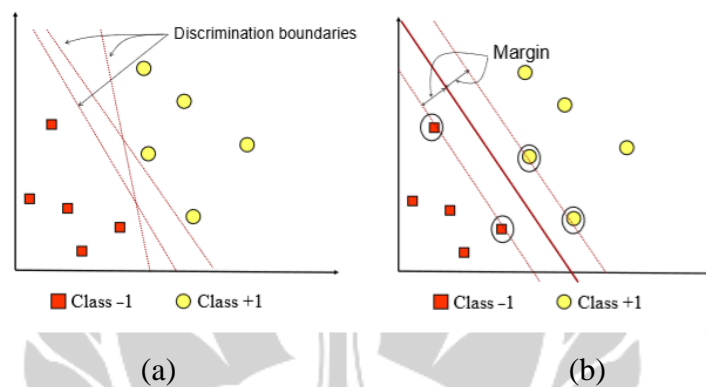 Discrimination boundaries
Class –1
Class +1
(a)
Margin
Class –1
Class +1
(b)